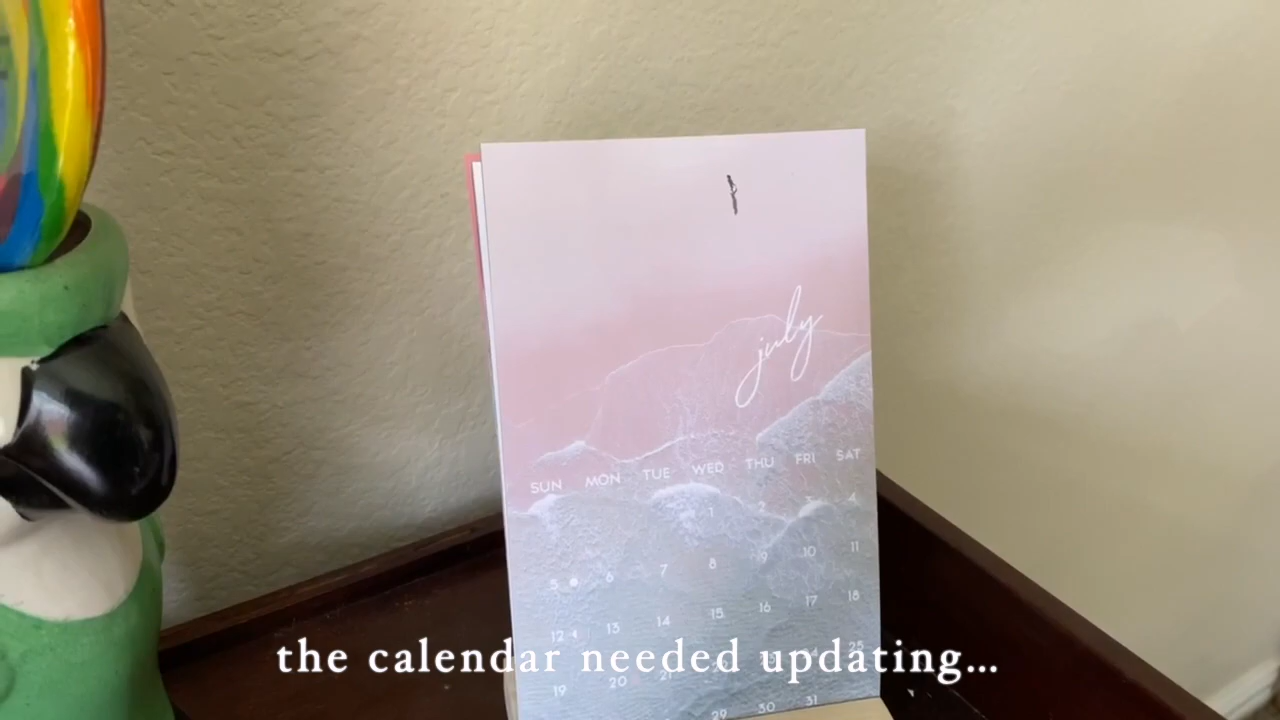 july
SUN MON TUE WED THU FRI SAT
1 2 3 4
5 6 7 8 9 10 11
12 13 14 15 16 17 18
the calendar needed updating...
19 20 21 24 25
29 30 31